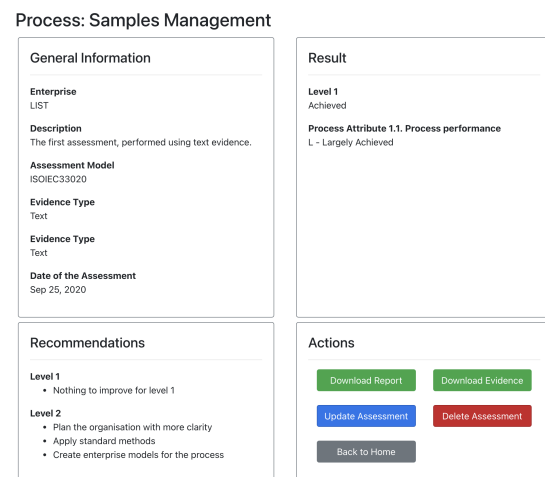 Process: Samples Management
General Information
Enterprise
LIST
Description
The first assessment, performed using text evidence.
Assessment Model
ISOIEC33020
Evidence Type
Text
Evidence Type
Text
Date of the Assessment
Sep 25, 2020
Result
Level 1
Achieved
Process Attribute 1.1. Process performance
L - Largely Achieved
Recommendations
Level 1
• Nothing to improve for level 1
Level 2
• Plan the organisation with more clarity
• Apply standard methods
• Create enterprise models for the process
Actions
Download Report
Download Evidence
Update Assessment
Delete Assessment
Back to Home